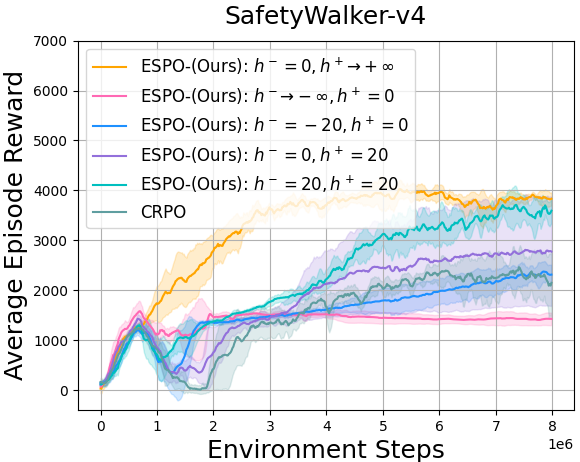 SafetyWalker-v4
Average Episode Reward
7000
6000
5000
4000
3000
2000
1000
0
ESPO-(Ours): h⁻ = 0, h⁺ → + ∞
ESPO-(Ours): h⁻ → − ∞, h⁺ = 0
ESPO-(Ours): h⁻ = − 20, h⁺ = 0
ESPO-(Ours): h⁻ = 0, h⁺ = 20
ESPO-(Ours): h⁻ = 20, h⁺ = 20
CRPO
0 1 2 3 4 5 6 7 8
1e6
Environment Steps